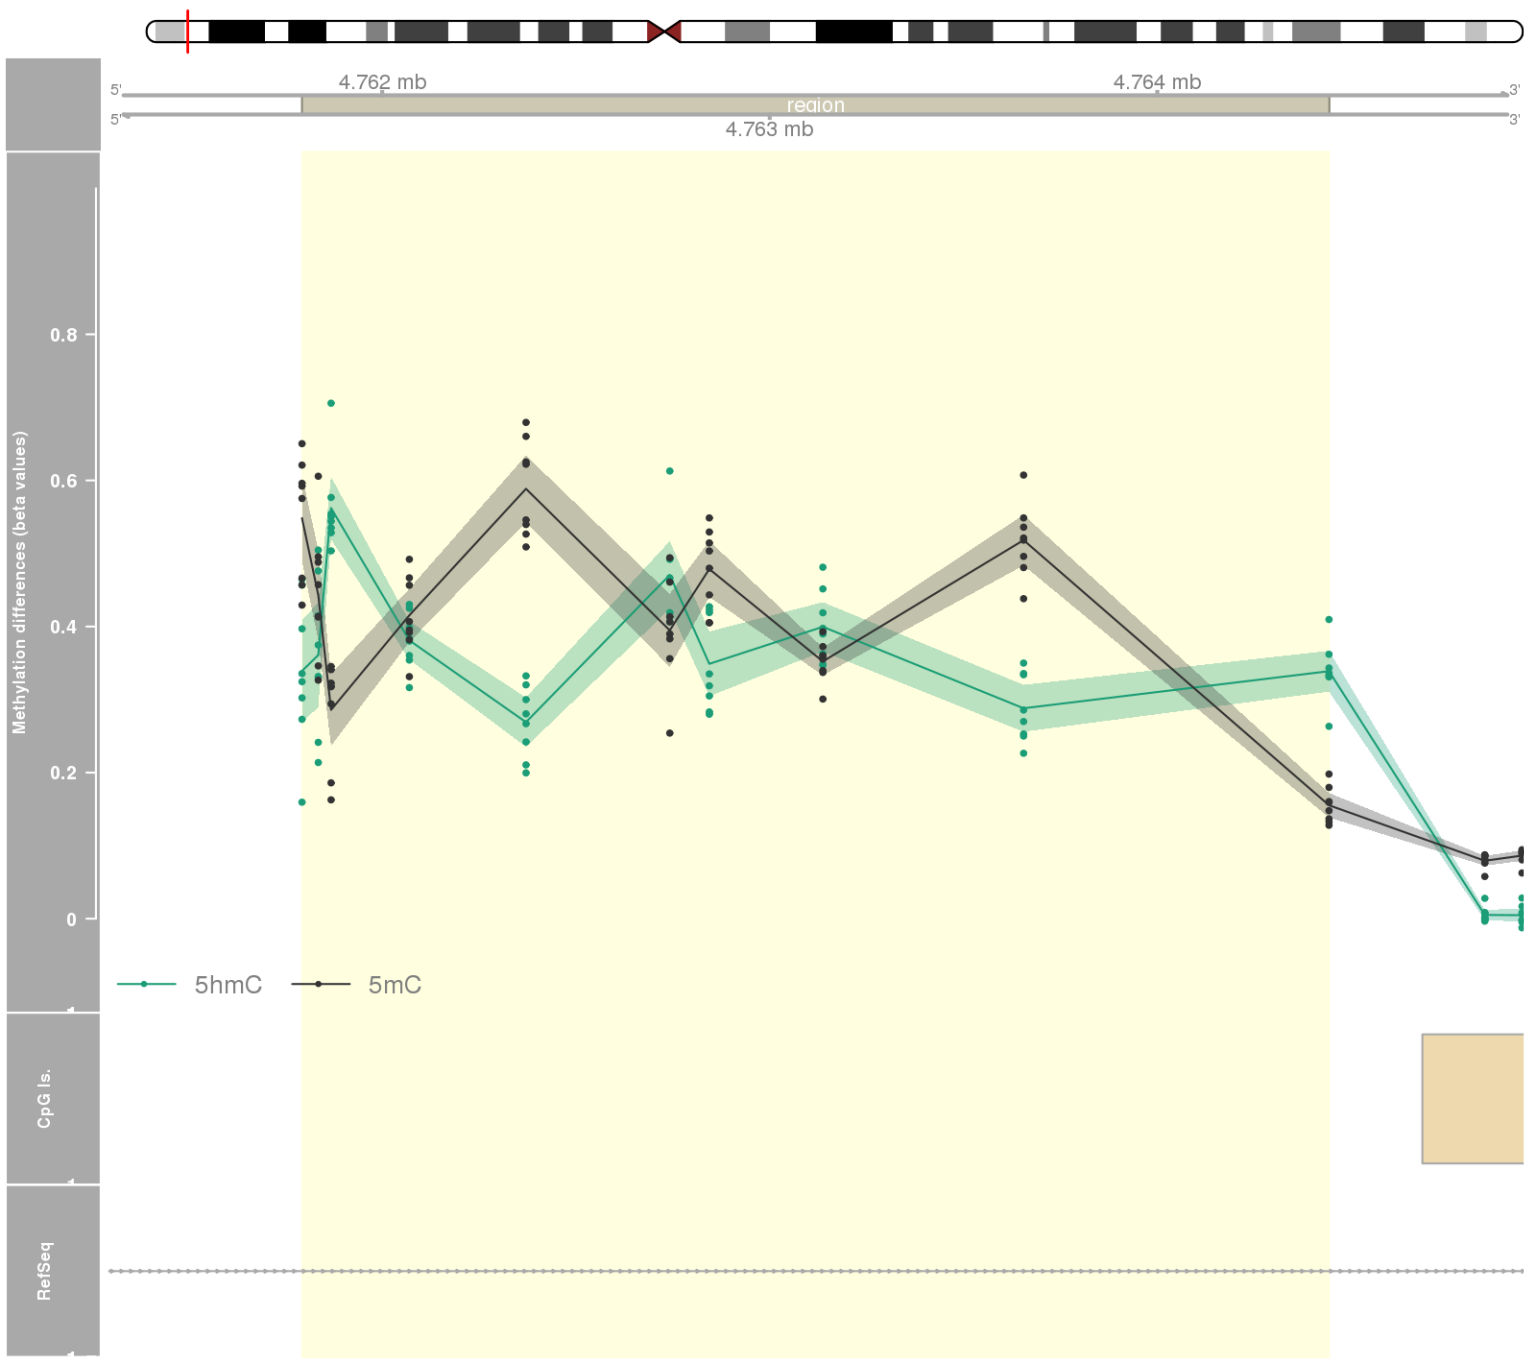 4.762 mb
4.764 mb
5'
3'
region
5'
3'
4.763 mb
Methylation differences (beta values)
0.8
0.6
0.4
0.2
0
5hmC
5mC
CpG Is.
RefSeq